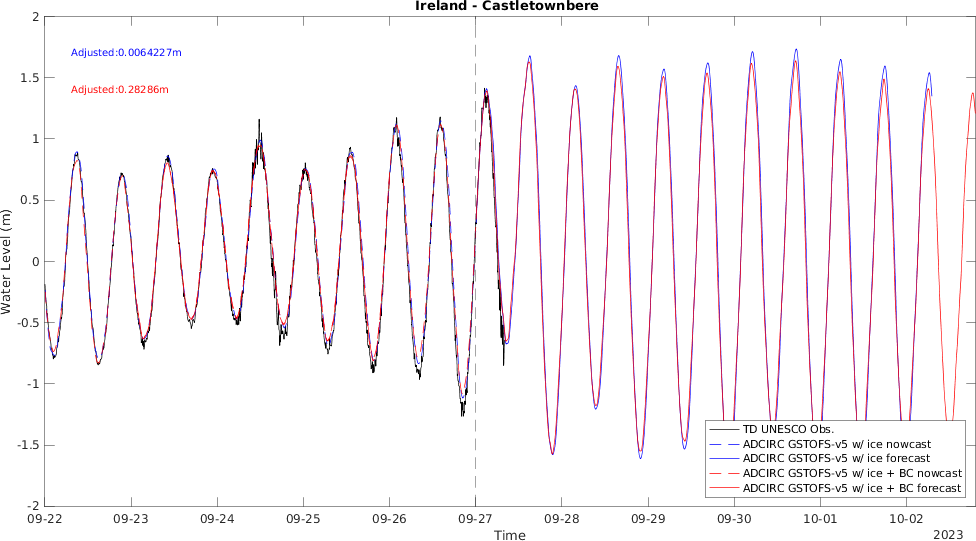 Ireland - Castletownbere
Adjusted:0.0064227m
Adjusted:0.28286m
Water Level (m)
2
1.5
1
0.5
0
-0.5
-1
-1.5
-2
TD UNESCO Obs.
ADCIRC GSTOFS-v5 w/ ice nowcast
ADCIRC GSTOFS-v5 w/ ice forecast
ADCIRC GSTOFS-v5 w/ ice + BC nowcast
ADCIRC GSTOFS-v5 w/ ice + BC forecast
09-22 09-23 09-24 09-25 09-26 09-27 09-28 09-29 09-30 10-01 10-02
Time
2023